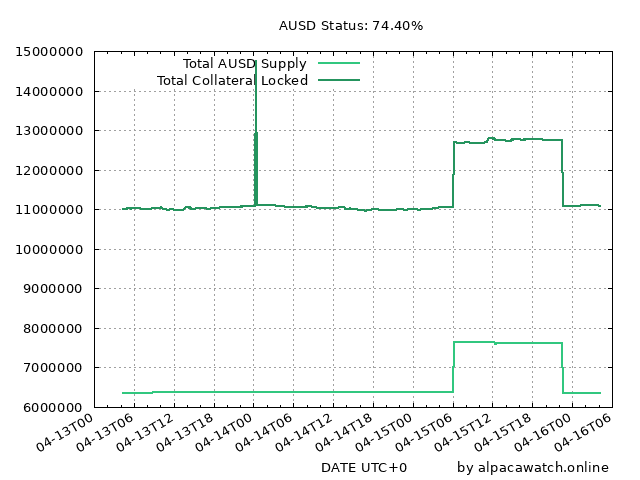 AUSD Status: 74.40%
15000000
14000000
13000000
12000000
11000000
10000000
9000000
8000000
7000000
6000000
Total AUSD Supply
Total Collateral Locked
04-13T00
04-13T06
04-13T12
04-13T18
04-14T00
04-14T06
04-14T12
04-14T18
04-15T00
04-15T06
04-15T12
04-15T18
04-16T00
04-16T06
DATE UTC+0
by alpacawatch.online